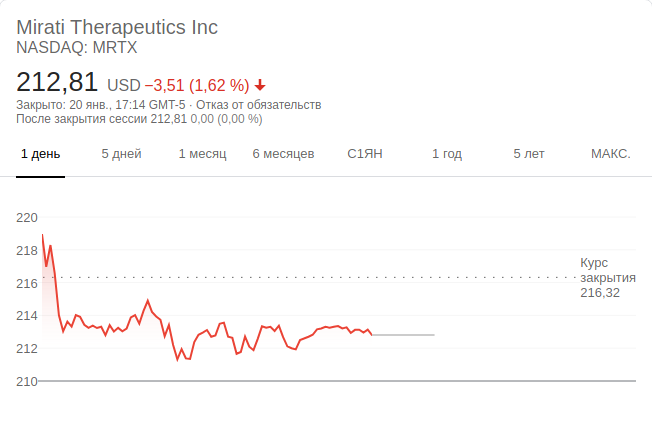 Mirati Therapeutics Inc
NASDAQ: MRTX
212,81 USD −3,51 (1,62 %)
Закрыто: 20 янв., 17:14 GMT-5 · Отказ от обязательств
После закрытия сессии 212,81 0,00 (0,00 %)
1 день 5 дней 1 месяц 6 месяцев С1ЯН 1 год 5 лет МАКС.
220
218
Курс
закрытия
216,32
216
214
212
210